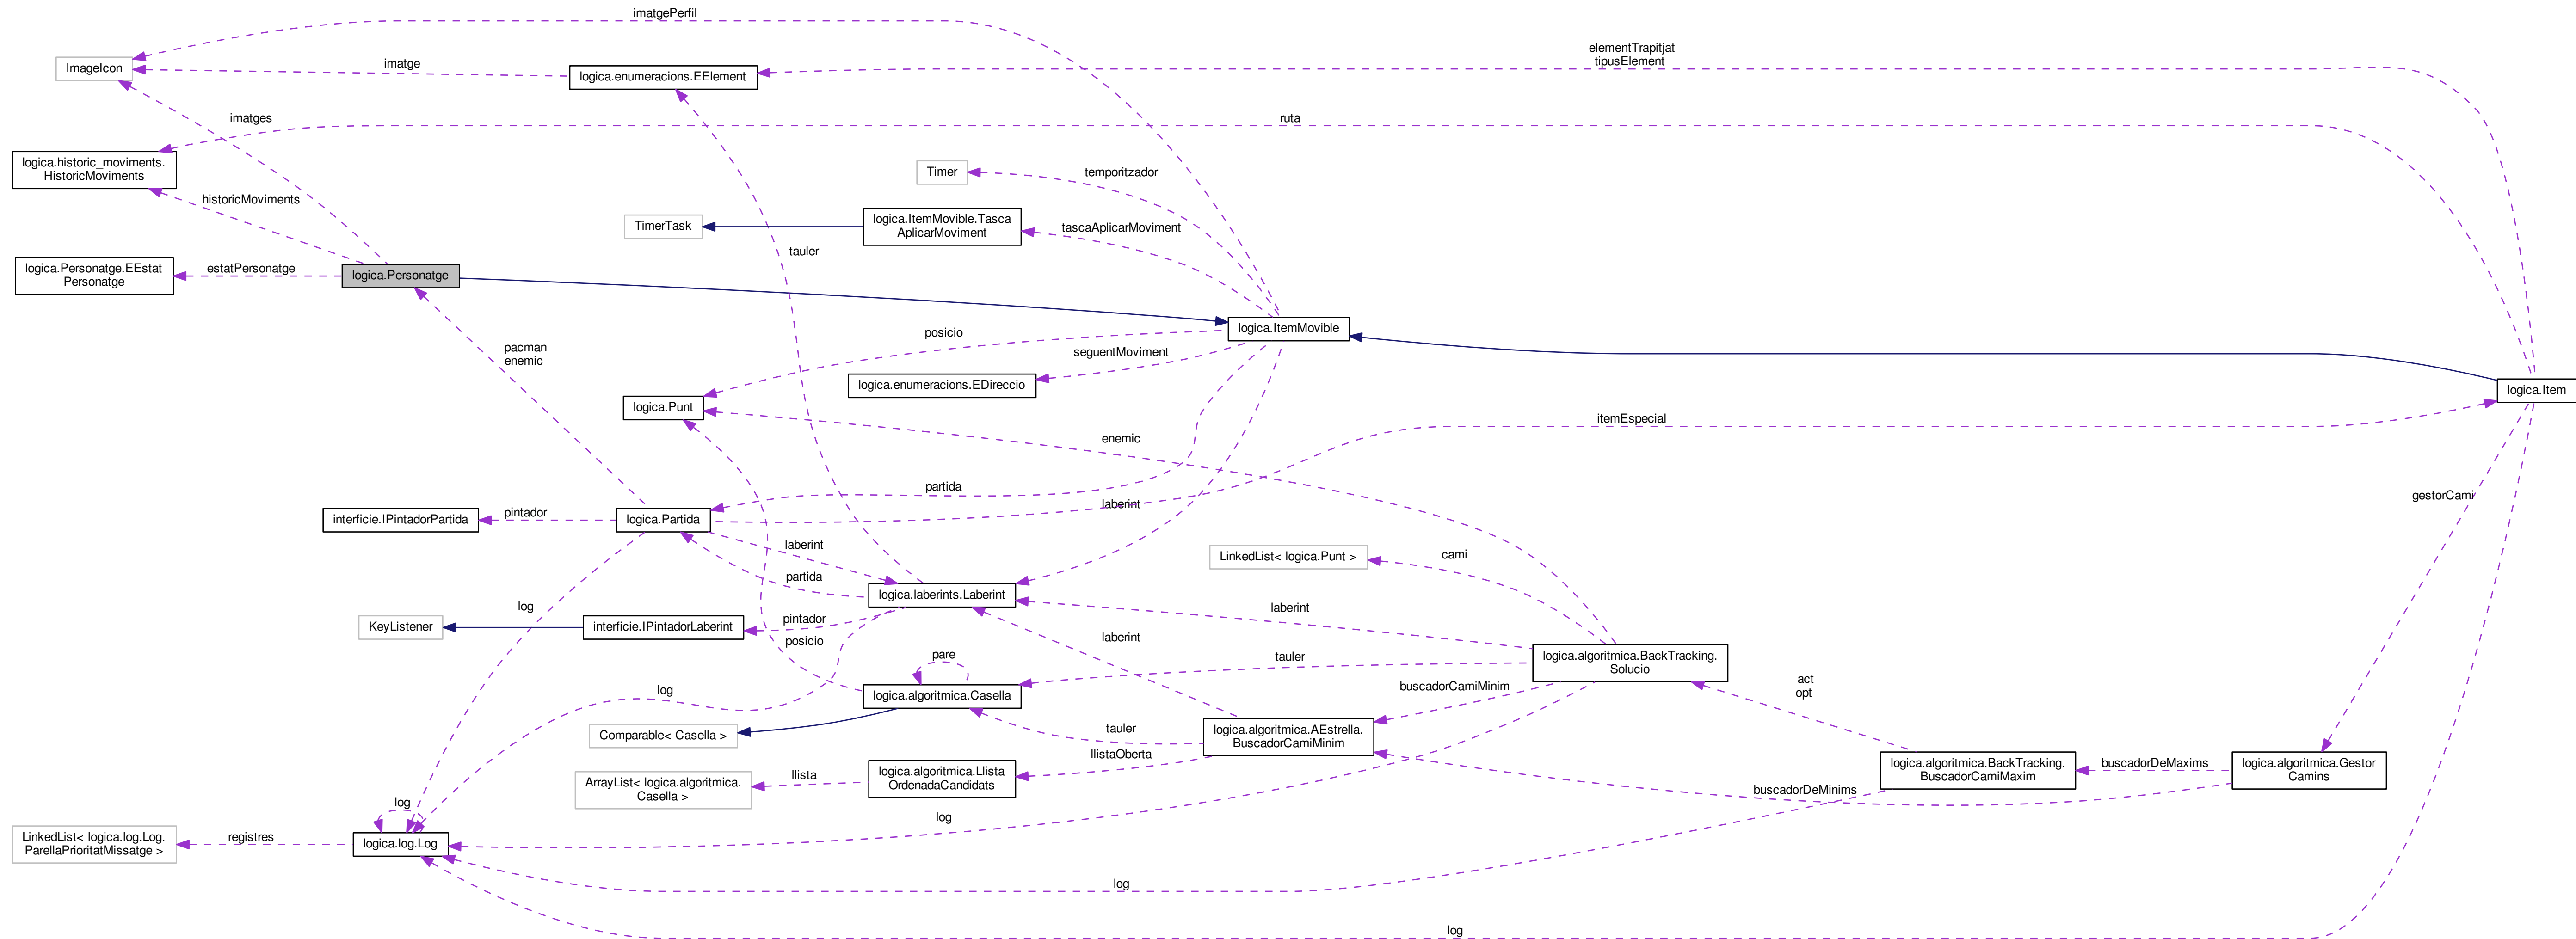 imatgePerfil
elementTrapitjat
tipusElement
ImageIcon
imatge
logica.enumeracions.EElement
imatges
ruta
logica.historic_moviments.
HistoricMoviments
Timer
temporitzador
historicMoviments
TimerTask
logica.ItemMovible.Tasca
AplicarMoviment
tascaAplicarMoviment
tauler
logica.Personatge.EEstat
Personatge
estatPersonatge
logica.Personatge
logica.ItemMovible
posicio
pacman
enemic
seguentMoviment
logica.enumeracions.EDireccio
logica.Item
logica.Punt
itemEspecial
enemic
partida
gestorCami
laberint
interficie.IPintadorPartida
pintador
logica.Partida
laberint
LinkedList< logica.Punt >
cami
partida
logica.laberints.Laberint
log
laberint
KeyListener
interficie.IPintadorLaberint
pintador
posicio
laberint
pare
tauler
logica.algoritmica.BackTracking.
Solucio
log
logica.algoritmica.Casella
buscadorCamiMinim
act
opt
Comparable< Casella >
tauler
logica.algoritmica.AEstrella.
BuscadorCamiMinim
llistaOberta
ArrayList< logica.algoritmica.
Casella >
llista
logica.algoritmica.Llista
OrdenadaCandidats
logica.algoritmica.BackTracking.
BuscadorCamiMaxim
buscadorDeMaxims
logica.algoritmica.Gestor
Camins
buscadorDeMinims
log
log
LinkedList< logica.log.Log.
ParellaPrioritatMissatge >
registres
logica.log.Log
log
log